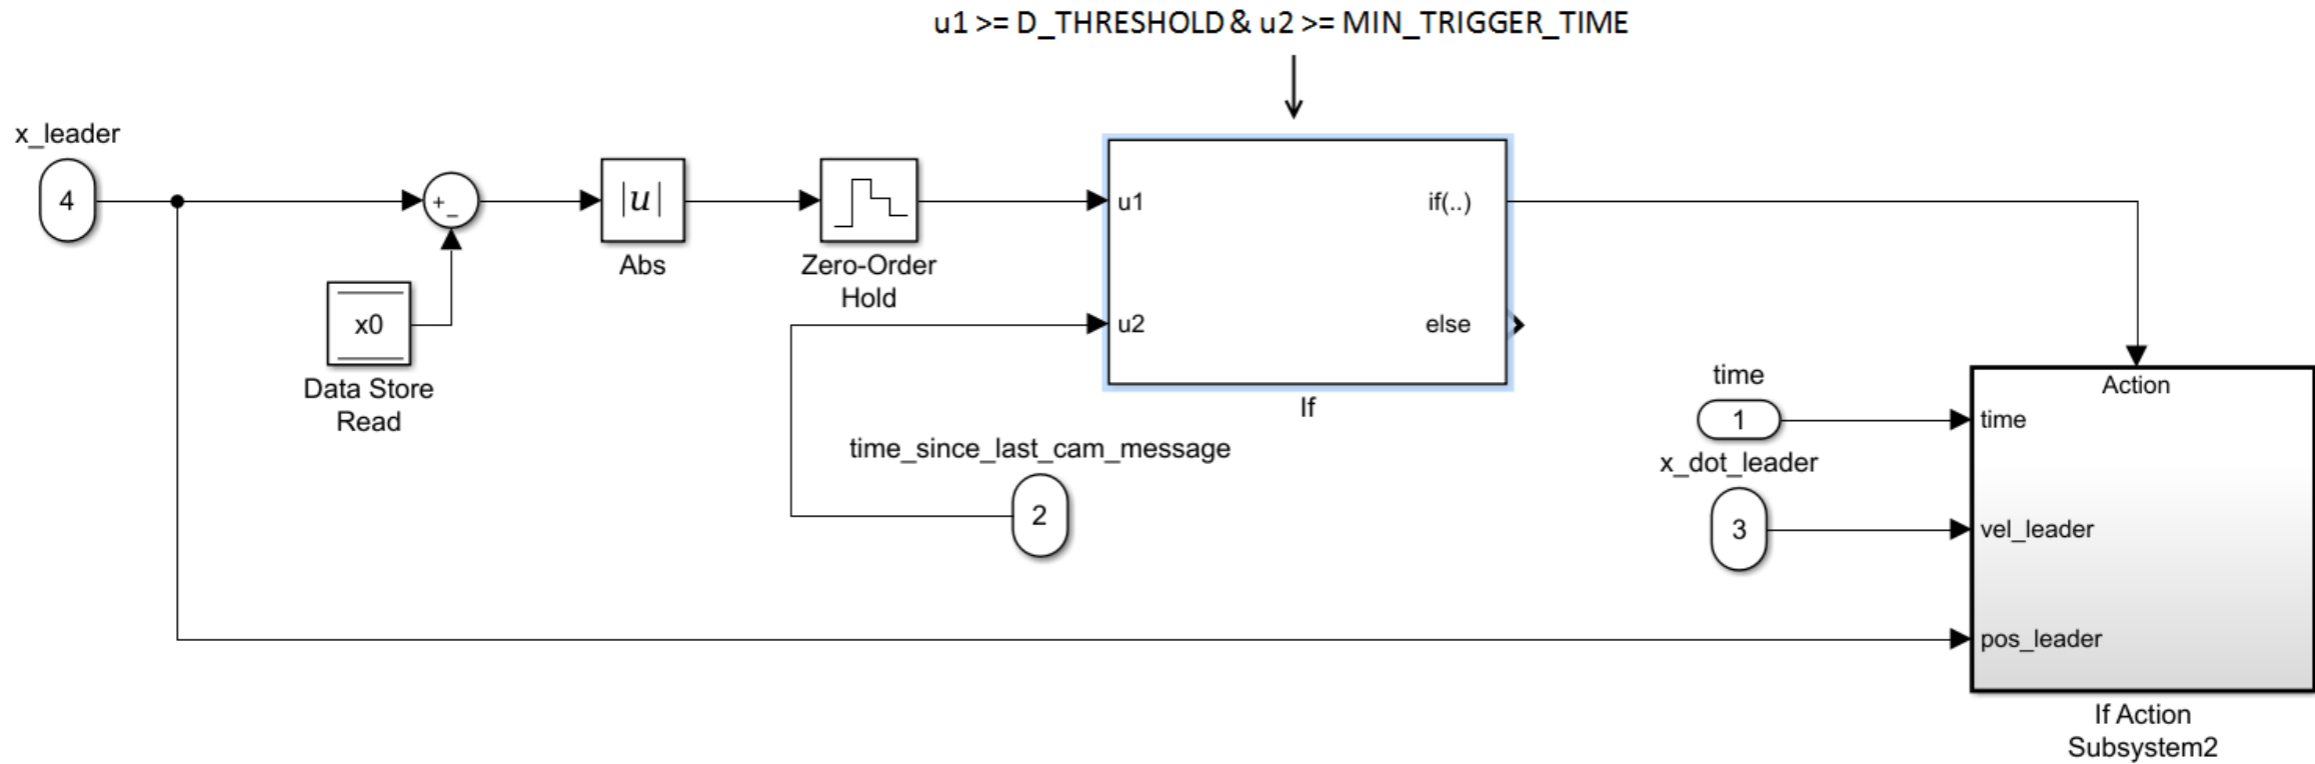 u1 >= D_THRESHOLD & u2 >= MIN_TRIGGER_TIME
x_leader
4
+
_
|u|
Abs
Zero-Order
Hold
x0
Data Store
Read
u1
if(..)
u2
else
If
time_since_last_cam_message
2
time
1
x_dot_leader
3
Action
time
vel_leader
pos_leader
If Action
Subsystem2